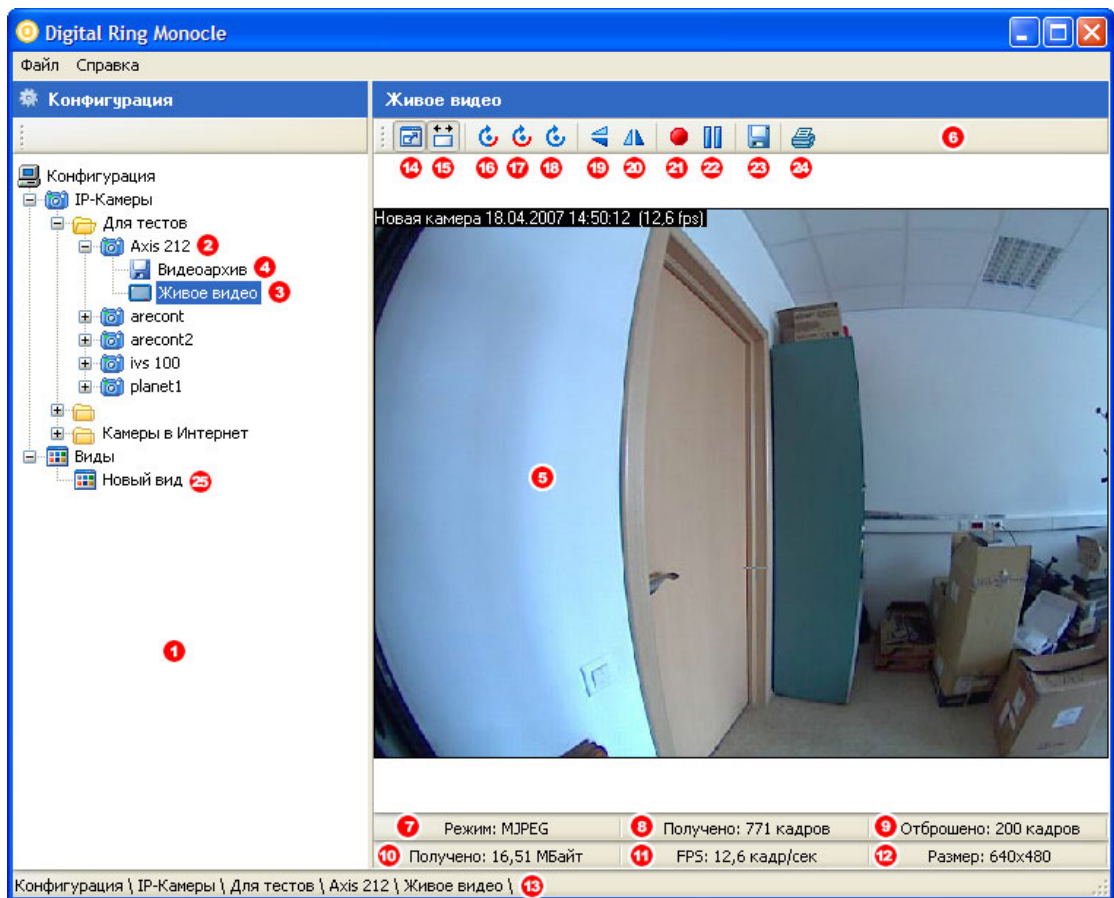 Digital Ring Monocle
Файл Справка
Конфигурация
Живое видео
6
14 15 16 17 18 19 20 21 22 23 24
Конфигурация
IP-Камеры
Для тестов
Axis 212 2
Видеоархив 4
Живое видео 3
arecont
arecont2
ivs 100
planet1
Камеры в Интернет
Виды
Новый вид 25
1
Новая камера 18.04.2007 14:50:12 (12,6 fps)
5
7 Режим: MJPEG 8 Получено: 771 кадров 9 Отброшено: 200 кадров
10 Получено: 16,51 МБайт 11 FPS: 12,6 кадр/сек 12 Размер: 640x480
Конфигурация \ IP-Камеры \ Для тестов \ Axis 212 \ Живое видео \ 13